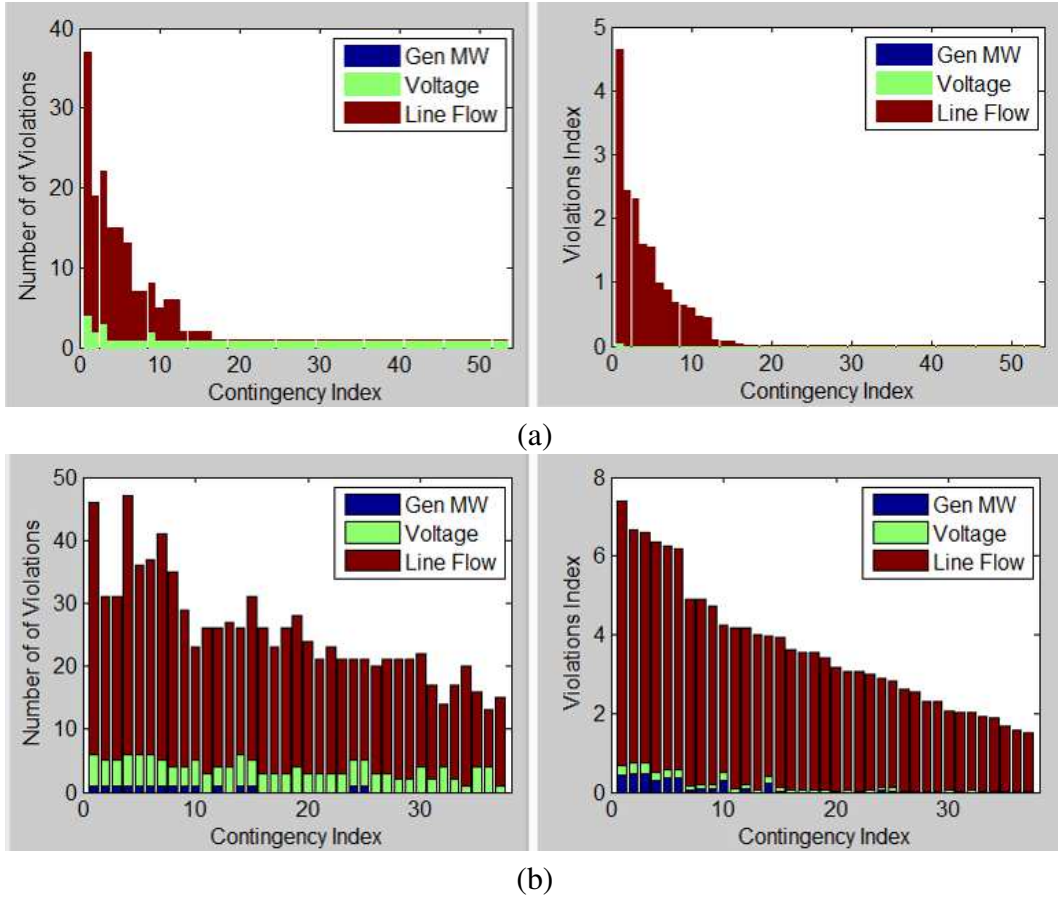 40
30
20
10
0
Number of of Violations
Gen MW
Voltage
Line Flow
0 10 20 30 40 50
Contingency Index
5
4
3
2
1
0
Violations Index
Gen MW
Voltage
Line Flow
0 10 20 30 40 50
Contingency Index
(a)
50
40
30
20
10
0
Number of of Violations
Gen MW
Voltage
Line Flow
0 10 20 30
Contingency Index
8
6
4
2
0
Violations Index
Gen MW
Voltage
Line Flow
0 10 20 30
Contingency Index
(b)